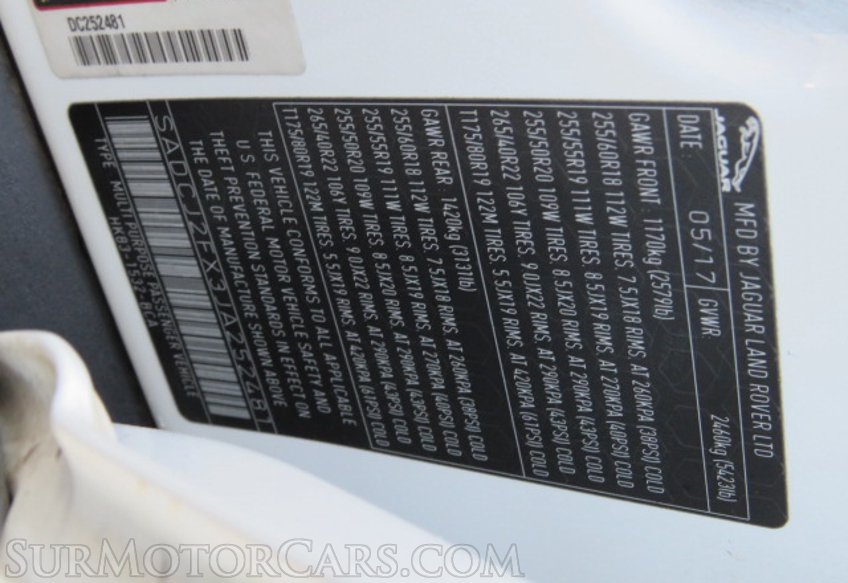 DC252481
JAGUAR
MFD BY JAGUAR LAND ROVER LTD
DATE: 05/17 GVWR: 2460kg (5423lb)
GAWR FRONT: 1170kg (2579lb)
255/60R18 112W TIRES 7.5JX18 RIMS, AT 260KPA (38PSI) COLD
255/55R19 111W TIRES 8.5JX19 RIMS, AT 270KPA (40PSI) COLD
255/50R20 109W TIRES 8.5JX20 RIMS, AT 290KPA (43PSI) COLD
265/40R22 106Y TIRES 9.0JX22 RIMS, AT 290KPA (43PSI) COLD
T175/80R19 122M TIRES 5.5JX19 RIMS, AT 420KPA (61PSI) COLD
GAWR REAR: 1420kg (3131lb)
255/60R18 112W TIRES 7.5JX18 RIMS, AT 260KPA (38PSI) COLD
255/55R19 111W TIRES 8.5JX19 RIMS, AT 270KPA (40PSI) COLD
255/50R20 109W TIRES 8.5JX20 RIMS, AT 290KPA (43PSI) COLD
265/40R22 106Y TIRES 9.0JX22 RIMS, AT 290KPA (42PSI) COLD
T175/80R19 122M TIRES 5.5JX19 RIMS, AT 420KPA (61PSI) COLD
THIS VEHICLE CONFORMS TO ALL APPLICABLE
U.S. FEDERAL MOTOR VEHICLE SAFETY AND
THEFT PREVENTION STANDARDS IN EFFECT ON
THE DATE OF MANUFACTURE SHOWN ABOVE
SADCJ2FX3JA252481
TYPE: MULTI PURPOSE PASSENGER VEHICLE
HK83-1532-BCA
SURMOTORCARS.COM